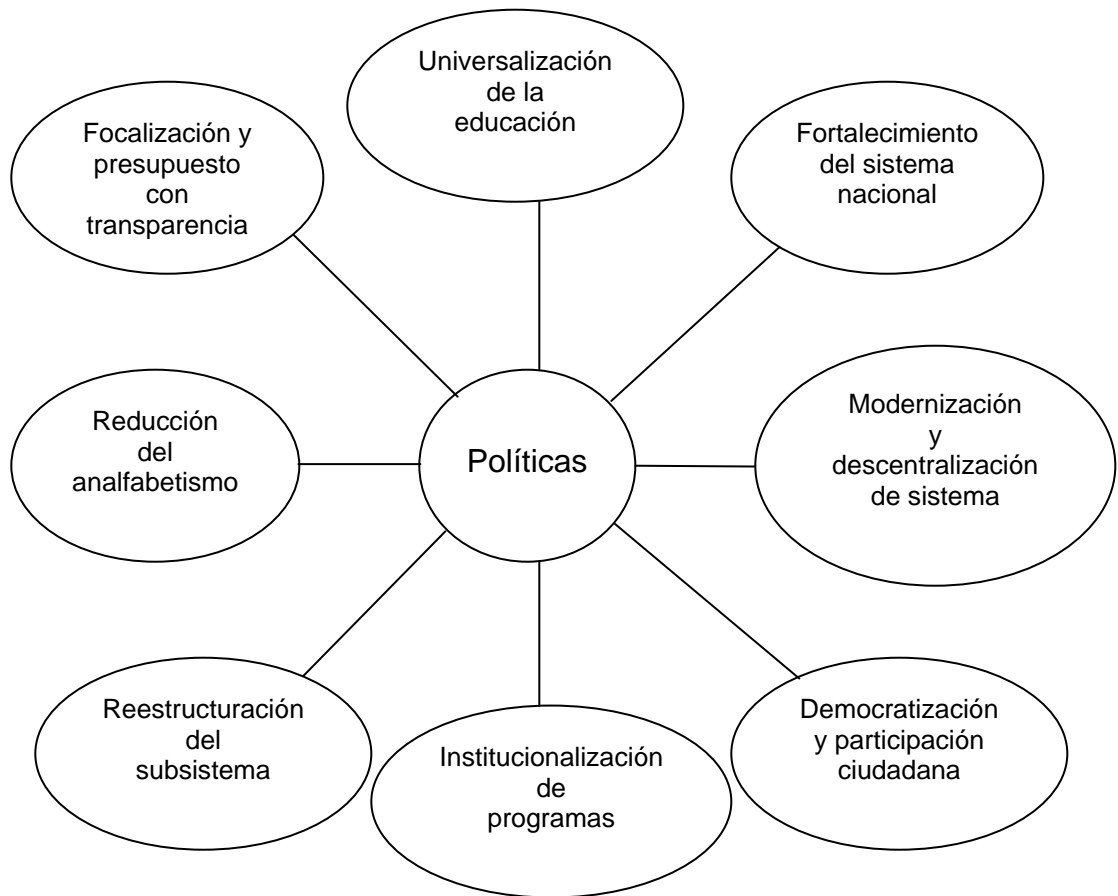 Universalización
de la
educación
Focalización y
presupuesto
con
transparencia
Fortalecimiento
del sistema
nacional
Reducción
del
analfabetismo
Políticas
Modernización
y
descentralización
de sistema
Reestructuración
del
subsistema
Institucionalización
de
programas
Democratización
y participación
ciudadana